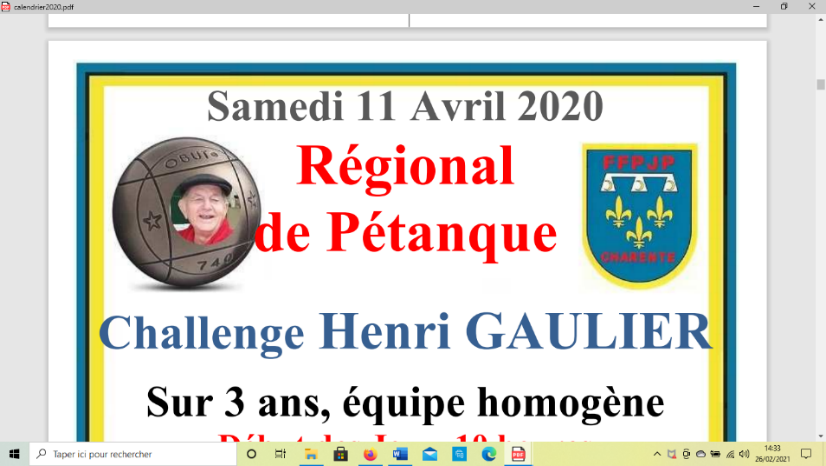 calendrier2020.pdf
Samedi 11 Avril 2020
Régional
de Pétanque
OBUT
740
FFPJP
CHARENTE
Challenge Henri GAULIER
Sur 3 ans, équipe homogène
Taper ici pour rechercher
14:33
26/02/2021